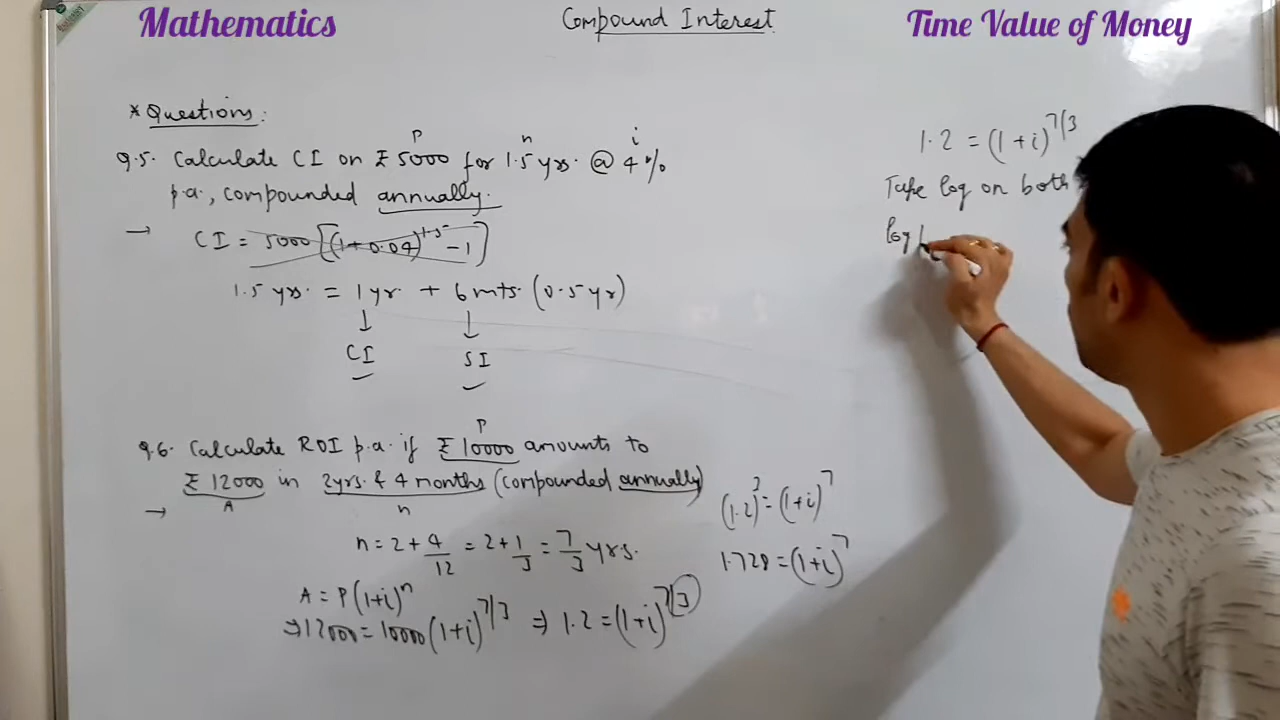 Mathematics
Compound Interest
Time Value of Money
* Questions:
P n i
Q.5. Calculate CI on ₹ 5000 for 1.5 yrs. @ 4%
p.a., compounded annually.
→ CI = 5000[(1+0.04)^1.5 - 1]
1.5 yrs. = 1 yr. + 6 mts. (0.5 yr)
↓ ↓
CI SI
P
Q.6. Calculate ROI p.a. if ₹ 10000 amounts to
₹ 12000 in 2yrs. & 4 months (compounded annually)
A n
→ n = 2 + 4/12 = 2 + 1/3 = 7/3 yrs.
A = P(1+i)^n
⇒ 12000 = 10000(1+i)^7/3 ⇒ 1.2 = (1+i)^7/3
(1.2)^3 = (1+i)^7
1.728 = (1+i)^7
1.2 = (1+i)^7/3
Take log on both
log 1